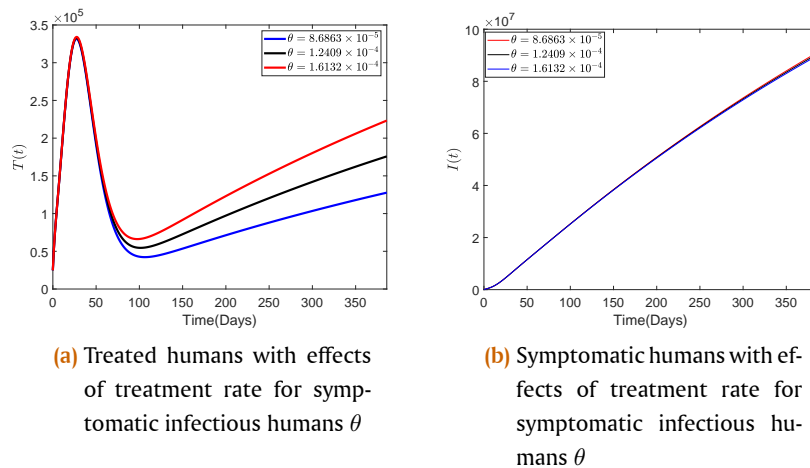 × 10⁵
3.5
3
2.5
2
1.5
1
0.5
0
T(t)
θ = 8.6863 × 10⁻⁵
θ = 1.2409 × 10⁻⁴
θ = 1.6132 × 10⁻⁴
0 50 100 150 200 250 300 350
Time(Days)
(a) Treated humans with effects
of treatment rate for symp-
tomatic infectious humans θ
× 10⁷
10
8
6
4
2
0
I(t)
θ = 8.6863 × 10⁻⁵
θ = 1.2409 × 10⁻⁴
θ = 1.6132 × 10⁻⁴
0 50 100 150 200 250 300 350
Time(Days)
(b) Symptomatic humans with ef-
fects of treatment rate for
symptomatic infectious hu-
mans θ